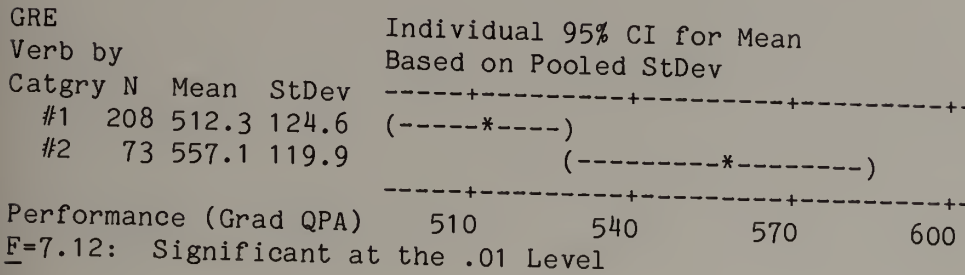 GRE
Verb by Individual 95% CI for Mean
Catgry N Mean StDev Based on Pooled StDev
-----+---------+---------+---------+-
#1 208 512.3 124.6 (-----*----)
#2 73 557.1 119.9 (---------*--------)
-----+---------+---------+---------+-
Performance (Grad QPA) 510 540 570 600
F=7.12: Significant at the .01 Level